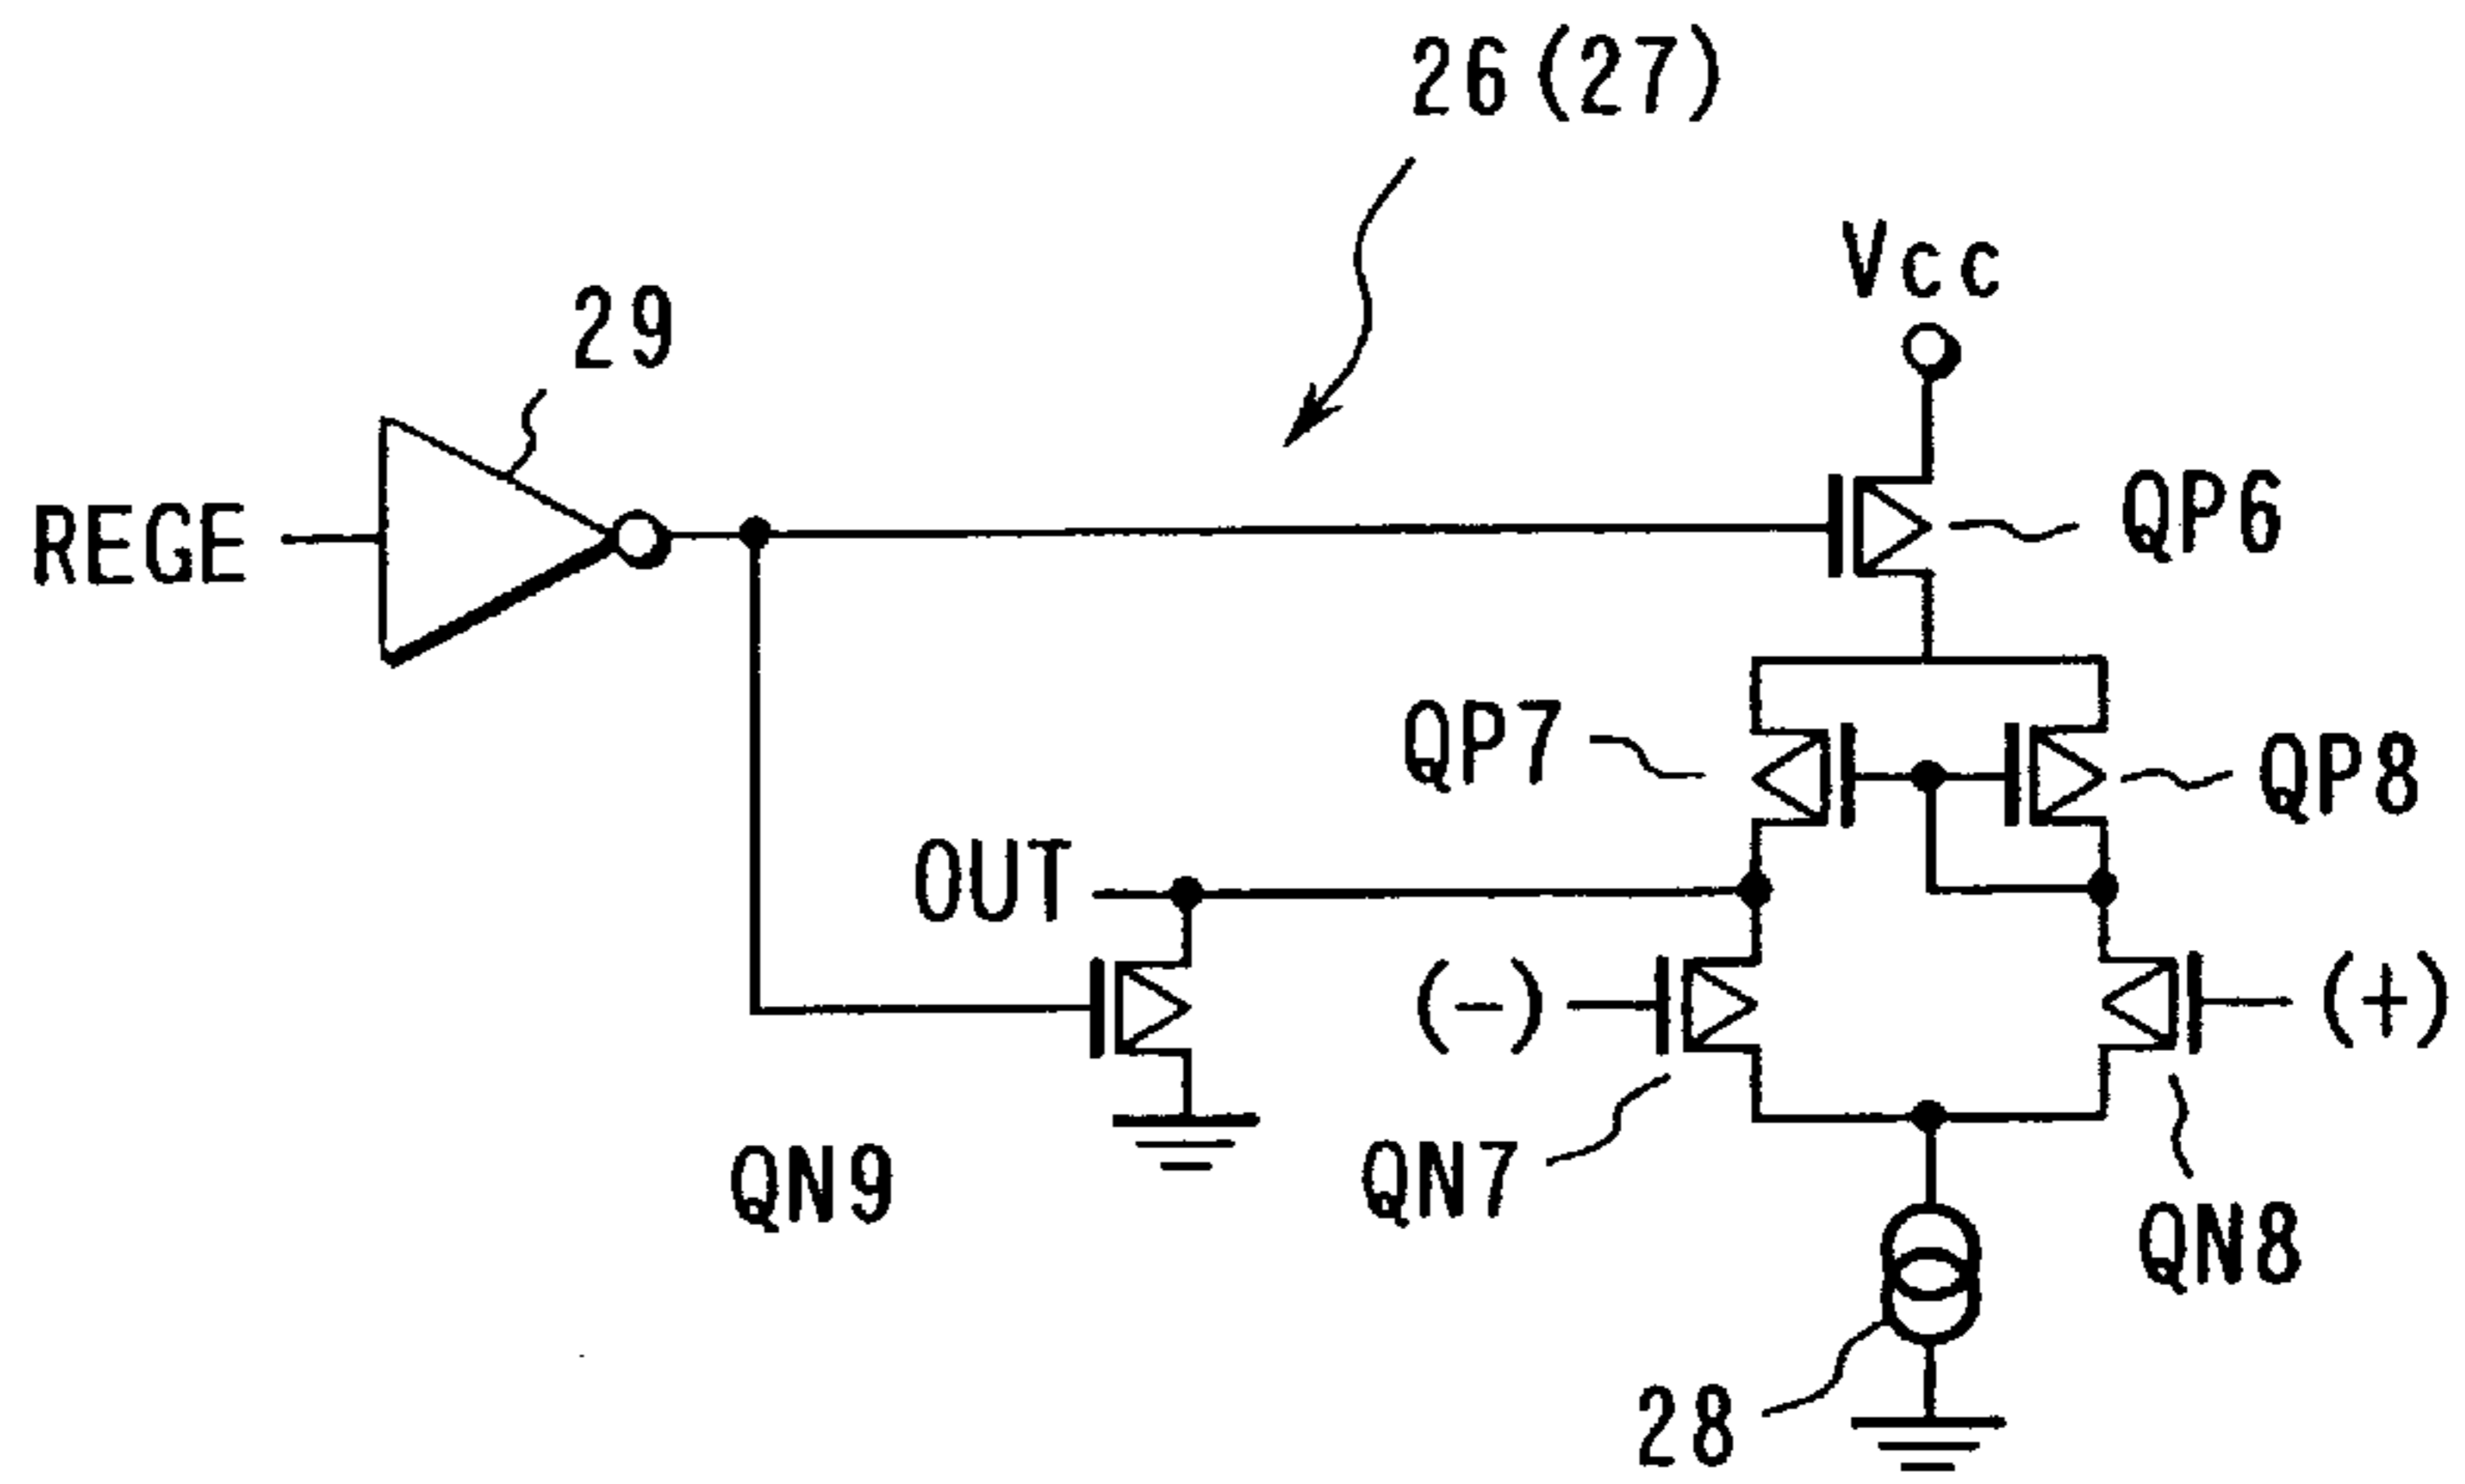 26(27)
Vcc
29
REGE
QP6
QP7
QP8
OUT
(-)
(+)
QN9
QN7
QN8
28